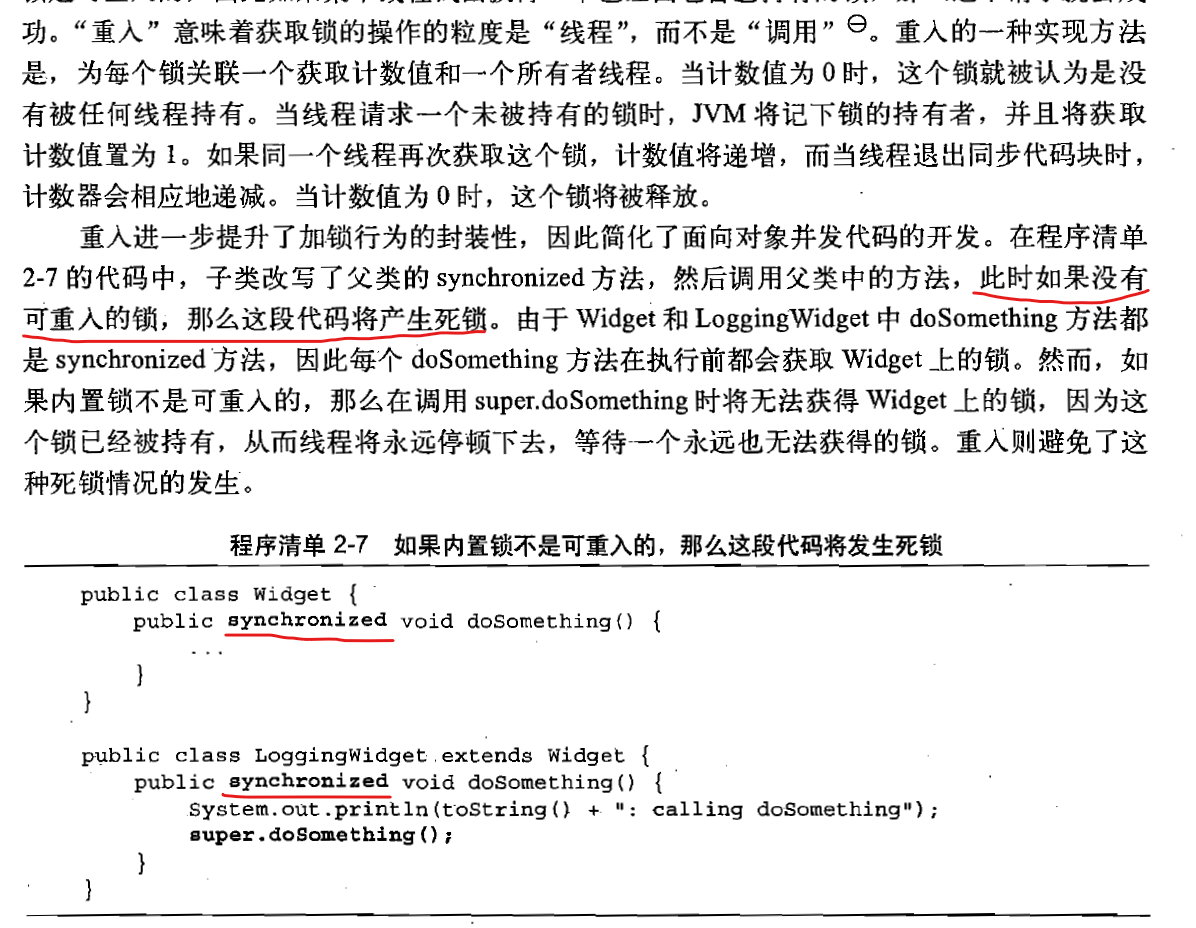 功。“重入”意味着获取锁的操作的粒度是“线程”，而不是“调用”㊀。重入的一种实现方法
是，为每个锁关联一个获取计数值和一个所有者线程。当计数值为 0 时，这个锁就被认为是没
有被任何线程持有。当线程请求一个未被持有的锁时，JVM 将记下锁的持有者，并且将获取
计数值置为 1。如果同一个线程再次获取这个锁，计数值将递增，而当线程退出同步代码块时，
计数器会相应地递减。当计数值为 0 时，这个锁将被释放。
重入进一步提升了加锁行为的封装性，因此简化了面向对象并发代码的开发。在程序清单
2-7 的代码中，子类改写了父类的 synchronized 方法，然后调用父类中的方法，此时如果没有
可重入的锁，那么这段代码将产生死锁。由于 Widget 和 LoggingWidget 中 doSomething 方法都
是 synchronized 方法，因此每个 doSomething 方法在执行前都会获取 Widget 上的锁。然而，如
果内置锁不是可重入的，那么在调用 super.doSomething 时将无法获得 Widget 上的锁，因为这
个锁已经被持有，从而线程将永远停顿下去，等待一个永远也无法获得的锁。重入则避免了这
种死锁情况的发生。
程序清单 2-7 如果内置锁不是可重入的，那么这段代码将发生死锁
public class Widget {
public synchronized void doSomething() {
...
}
}
public class LoggingWidget extends Widget {
public synchronized void doSomething() {
System.out.println(toString() + ": calling doSomething");
super.doSomething();
}
}